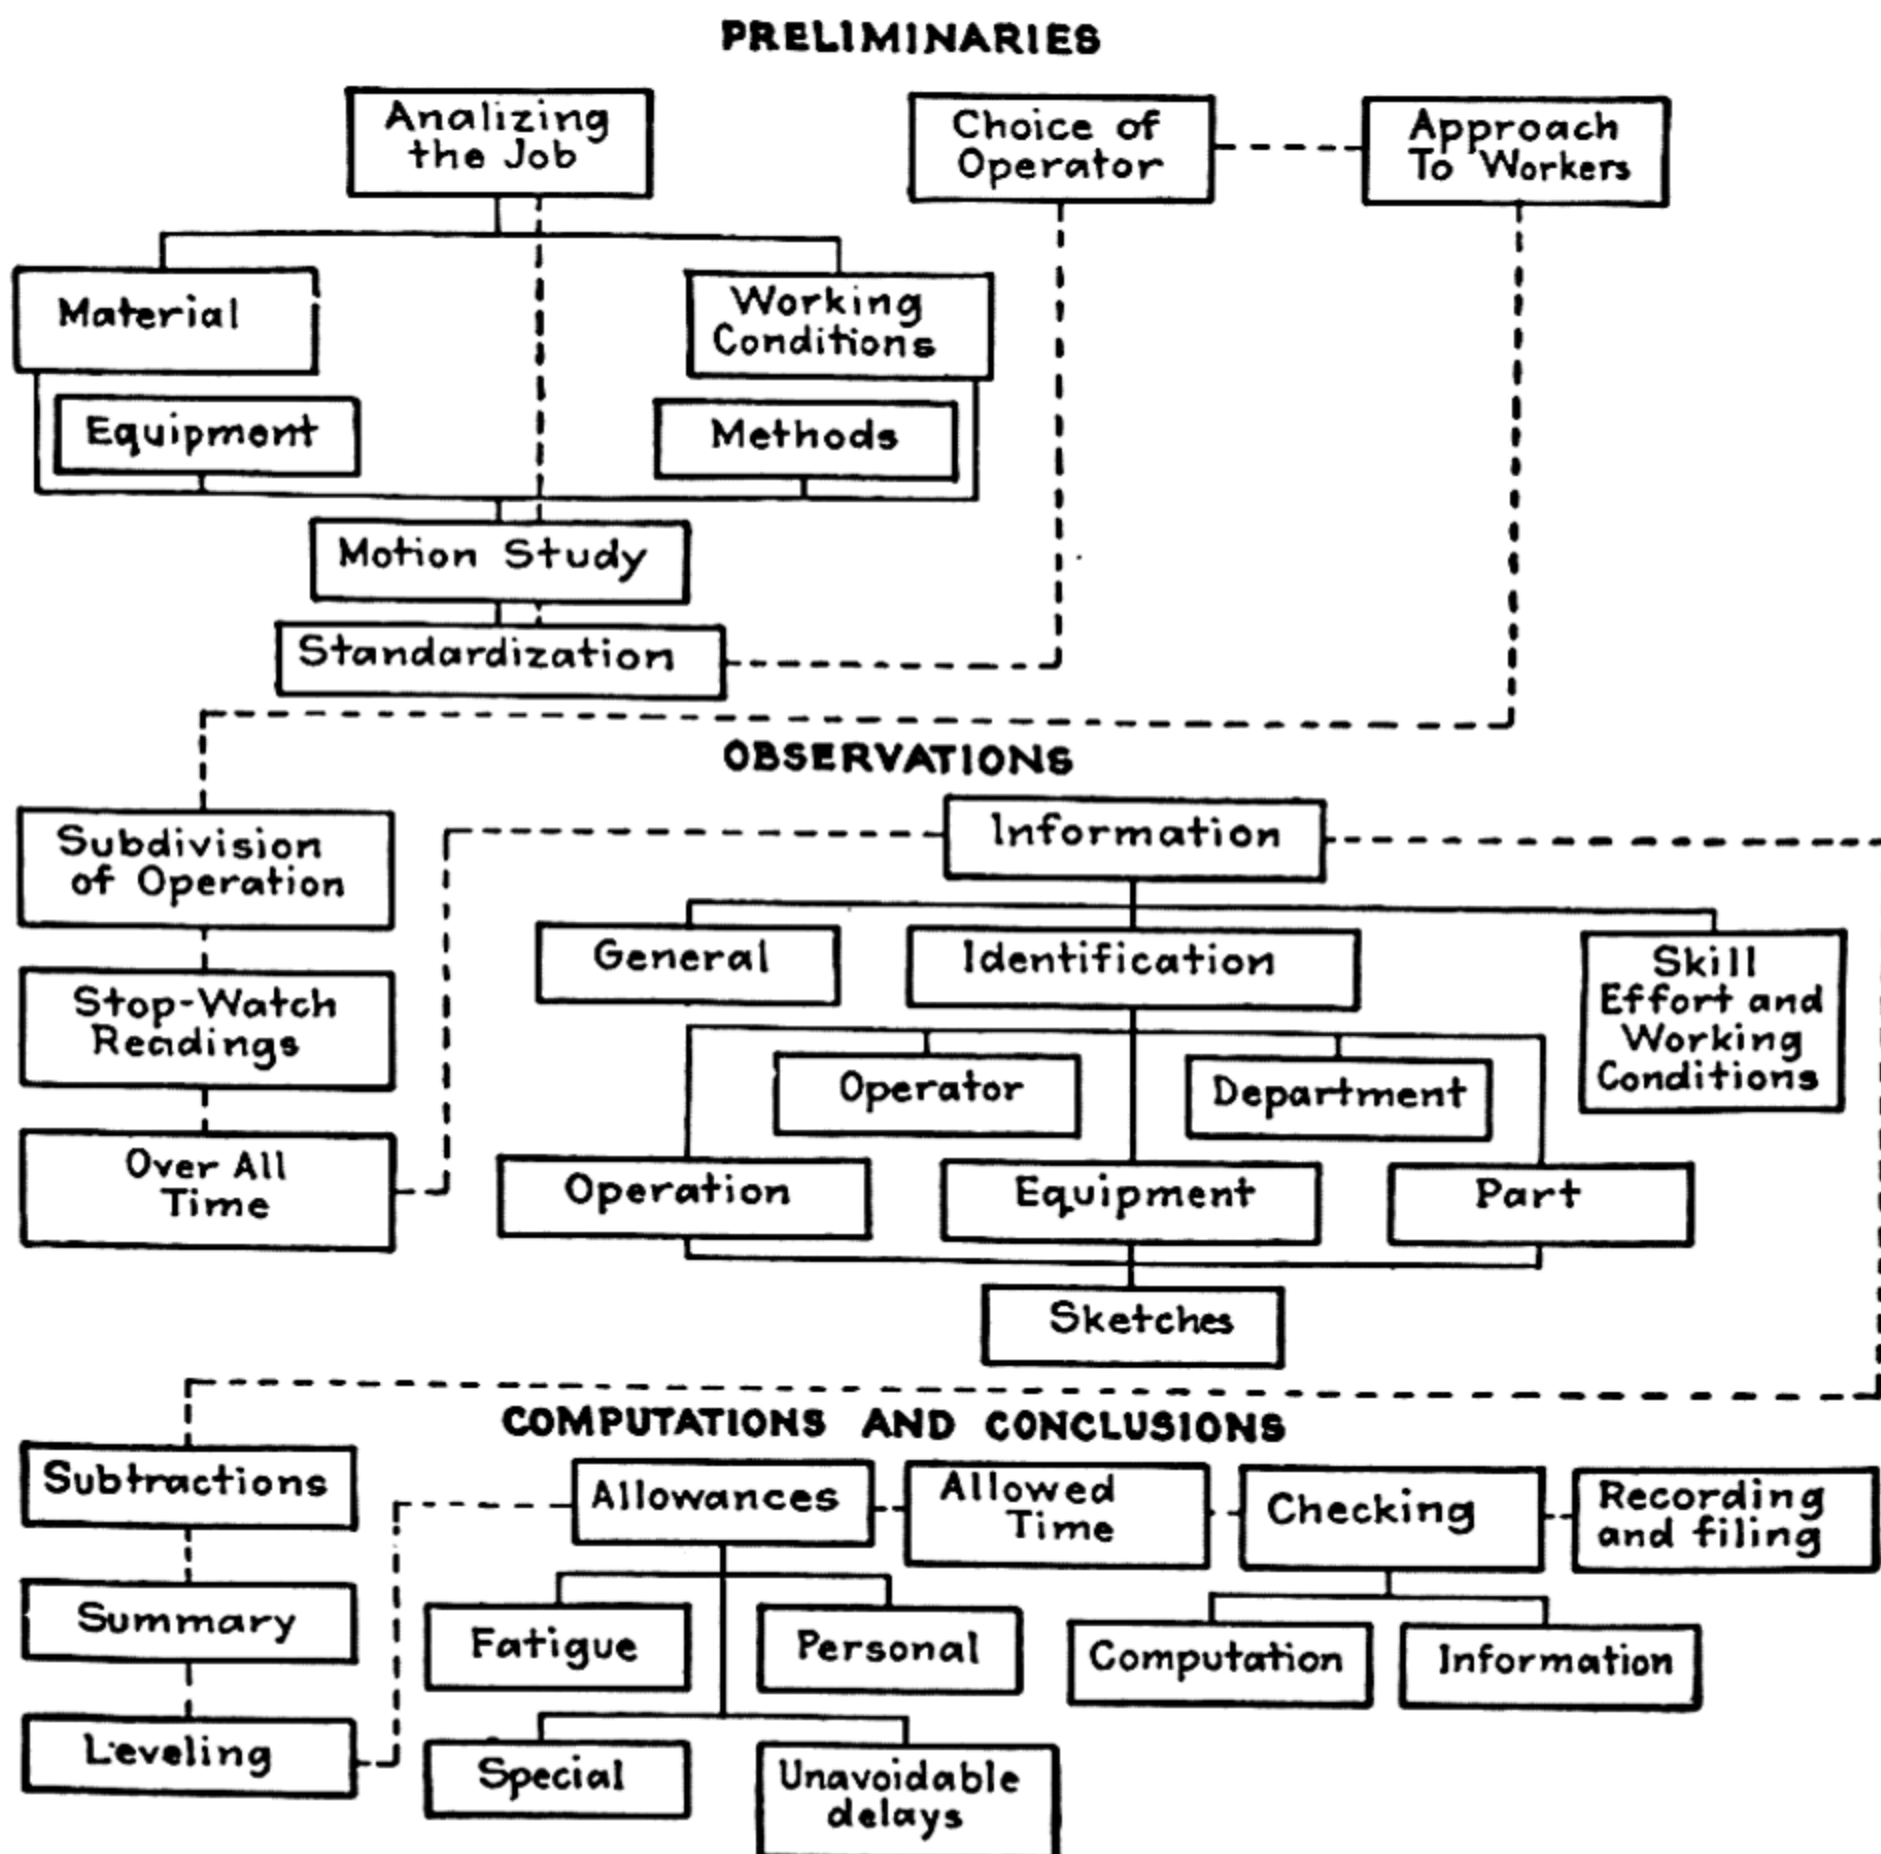 PRELIMINARIES
Analizing
the Job
Choice of
Operator
Approach
To Workers
Material
Working
Conditions
Equipment
Methods
Motion Study
Standardization
OBSERVATIONS
Subdivision
of Operation
Information
General
Identification
Skill
Effort and
Working
Conditions
Stop-Watch
Readings
Operator
Department
Over All
Time
Operation
Equipment
Part
Sketches
COMPUTATIONS AND CONCLUSIONS
Subtractions
Allowances
Allowed
Time
Checking
Recording
and filing
Summary
Fatigue
Personal
Computation
Information
Leveling
Special
Unavoidable
delays